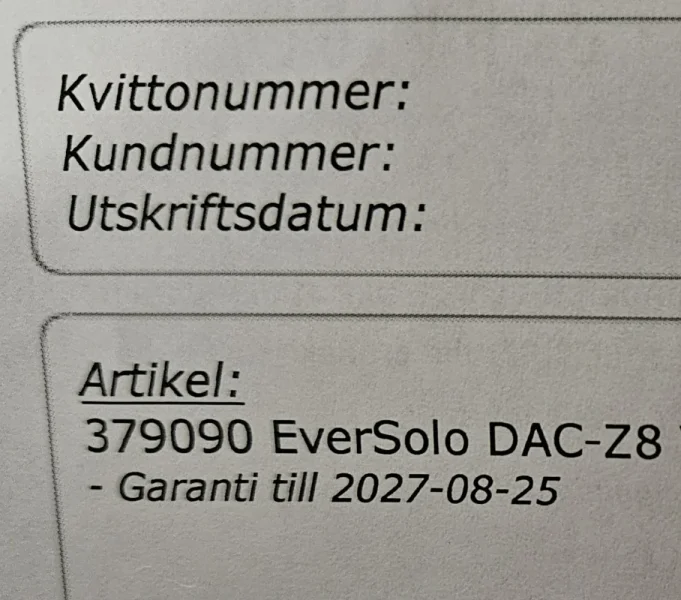 Kvittonummer:
Kundnummer:
Utskriftsdatum:
Artikel:
379090 EverSolo DAC-Z8
- Garanti till 2027-08-25